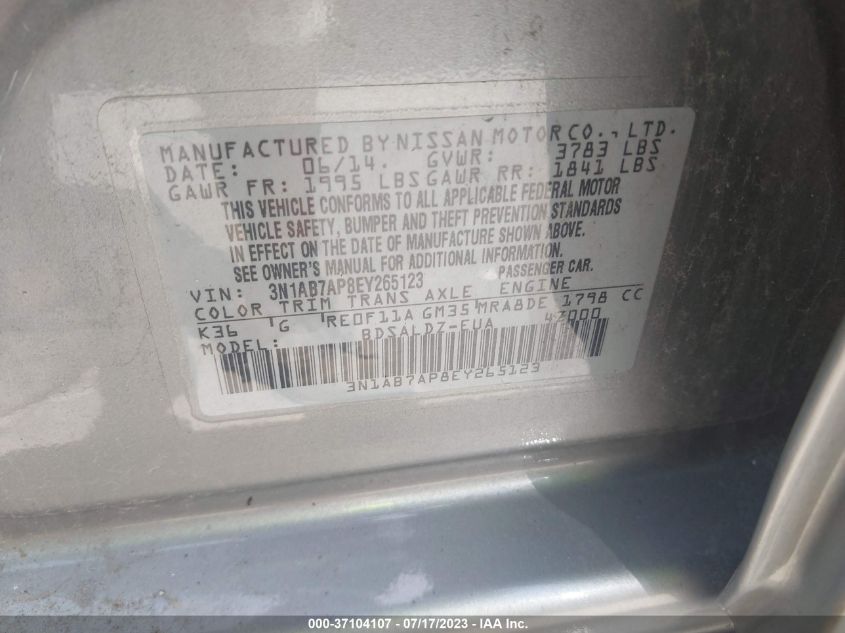 MANUFACTURED BY NISSAN MOTOR CO., LTD.
DATE: 06/14. GVWR: 3783 LBS
GAWR FR: 1995 LBS GAWR RR: 1841 LBS
THIS VEHICLE CONFORMS TO ALL APPLICABLE FEDERAL MOTOR
VEHICLE SAFETY, BUMPER AND THEFT PREVENTION STANDARDS
IN EFFECT ON THE DATE OF MANUFACTURE SHOWN ABOVE.
SEE OWNER'S MANUAL FOR ADDITIONAL INFORMATION.
VIN: 3N1AB7AP8EY265123 PASSENGER CAR.
COLOR TRIM TRANS AXLE ENGINE
K36 G RE0F11A GM35 MRA8DE 1798 CC
MODEL: BDSALDZ-EUA 47000
3N1AB7AP8EY265123
000-37104107 - 07/17/2023 - IAA Inc.